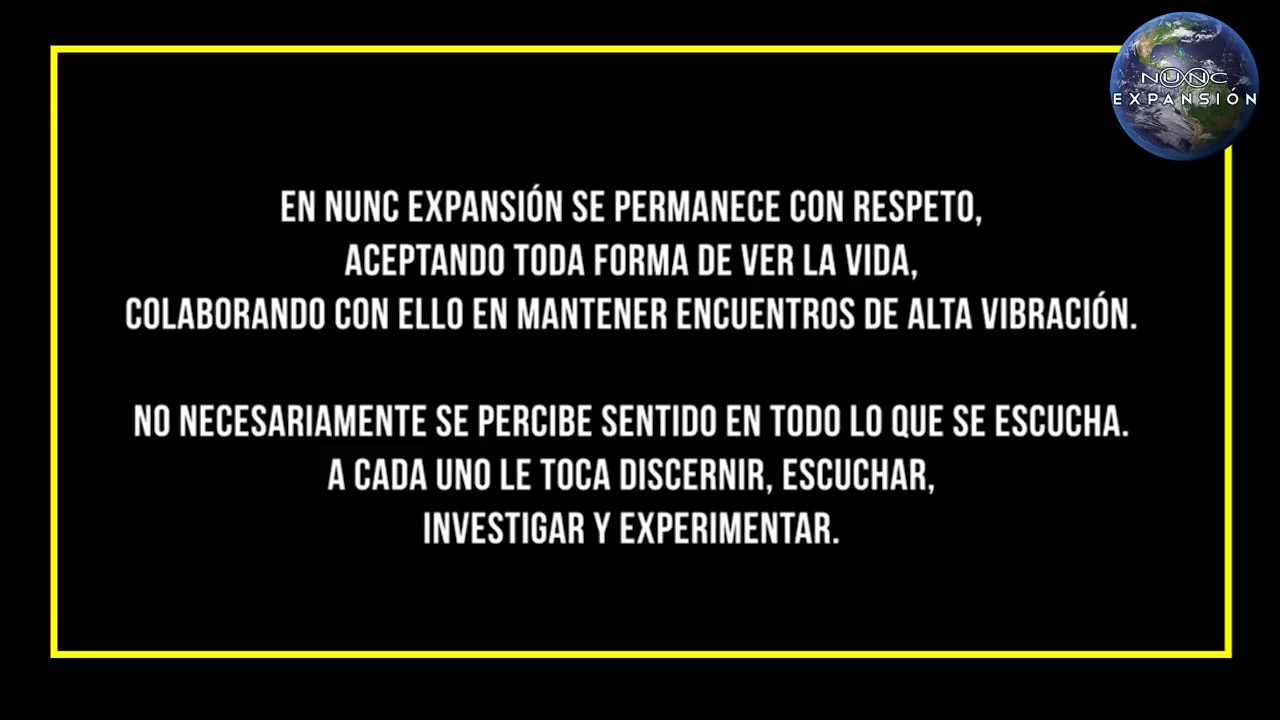 NUNC
EXPANSIÓN
EN NUNC EXPANSIÓN SE PERMANECE CON RESPETO,
ACEPTANDO TODA FORMA DE VER LA VIDA,
COLABORANDO CON ELLO EN MANTENER ENCUENTROS DE ALTA VIBRACIÓN.
NO NECESARIAMENTE SE PERCIBE SENTIDO EN TODO LO QUE SE ESCUCHA.
A CADA UNO LE TOCA DISCERNIR, ESCUCHAR,
INVESTIGAR Y EXPERIMENTAR.